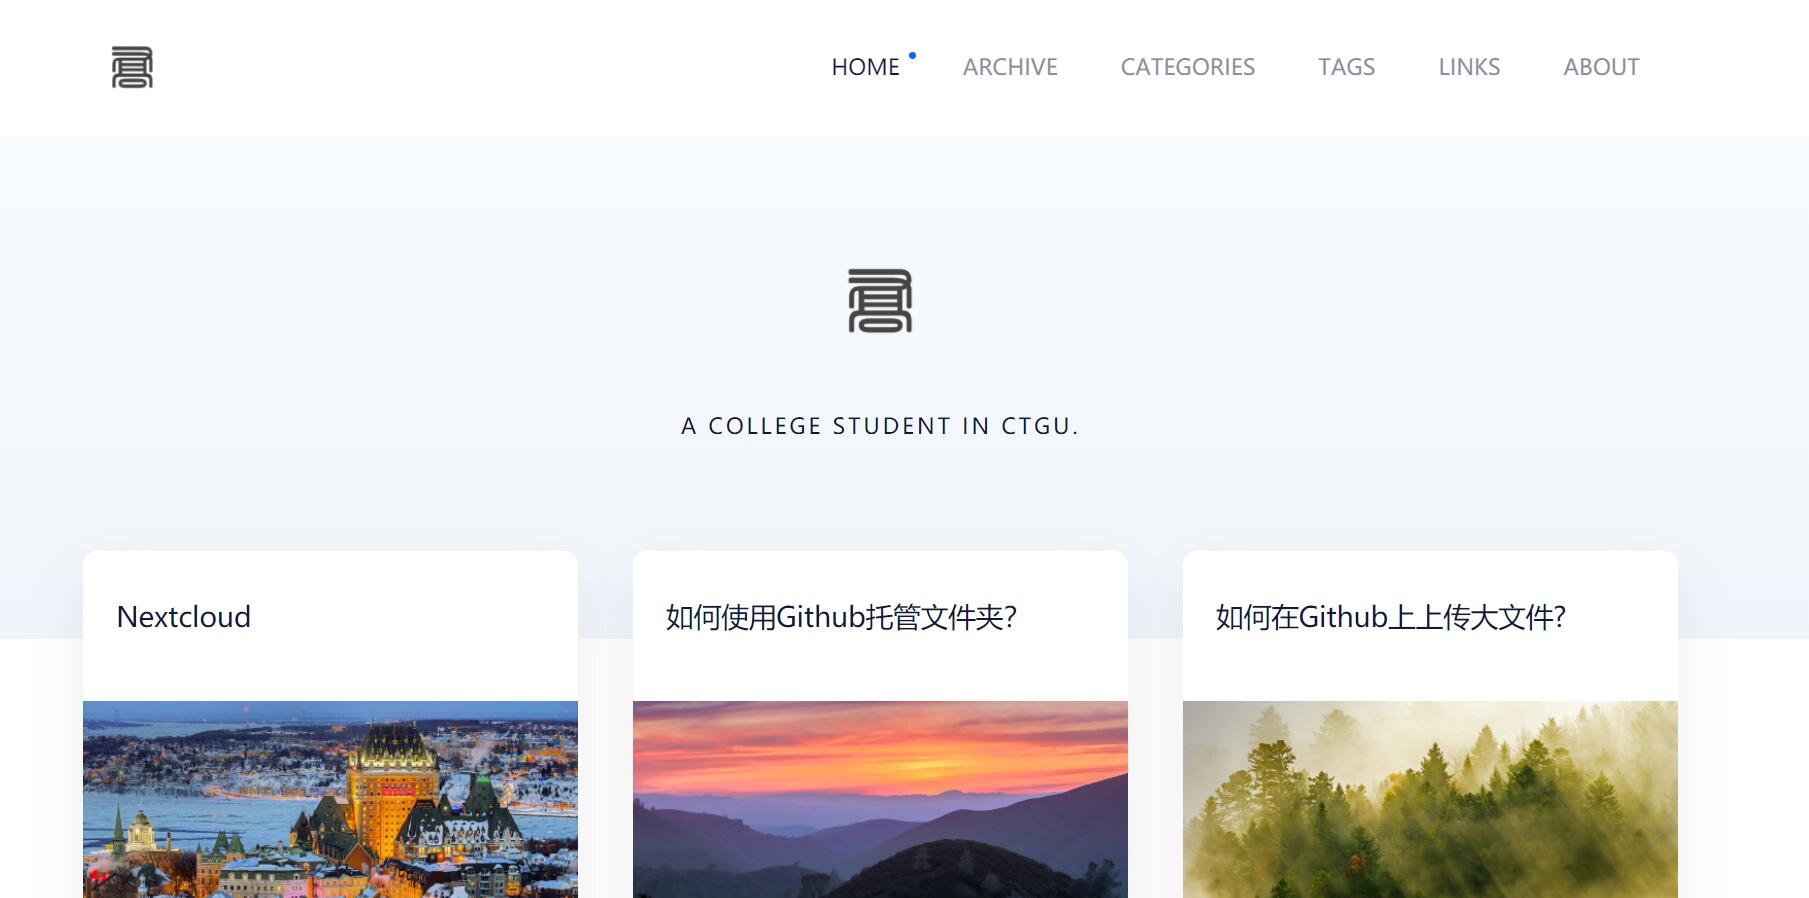 HOME ARCHIVE CATEGORIES TAGS LINKS ABOUT
A COLLEGE STUDENT IN CTGU.
Nextcloud
如何使用Github托管文件夹?
如何在Github上上传大文件?